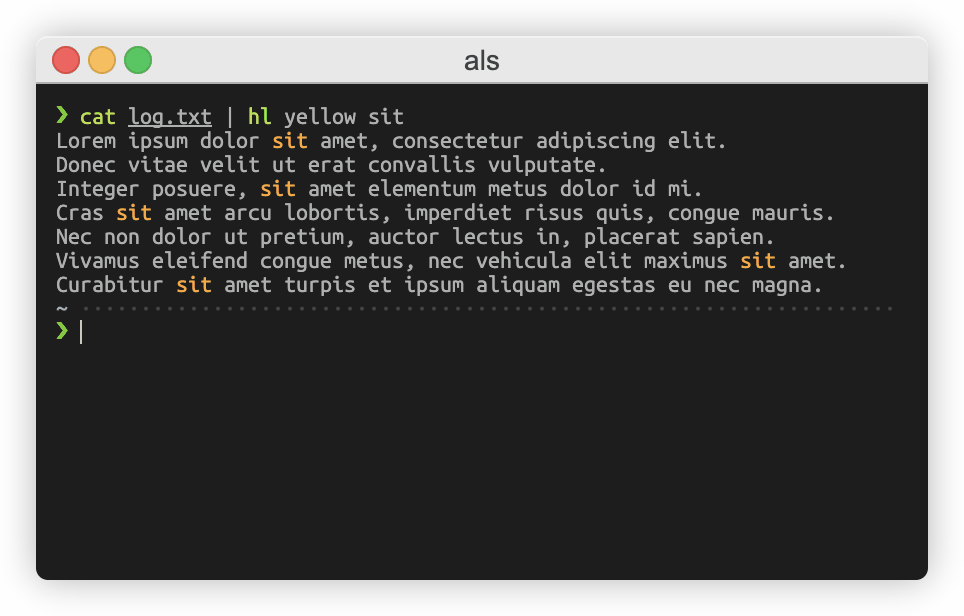 als
❯ cat log.txt | hl yellow sit
Lorem ipsum dolor sit amet, consectetur adipiscing elit.
Donec vitae velit ut erat convallis vulputate.
Integer posuere, sit amet elementum metus dolor id mi.
Cras sit amet arcu lobortis, imperdiet risus quis, congue mauris.
Nec non dolor ut pretium, auctor lectus in, placerat sapien.
Vivamus eleifend congue metus, nec vehicula elit maximus sit amet.
Curabitur sit amet turpis et ipsum aliquam egestas eu nec magna.
~
❯